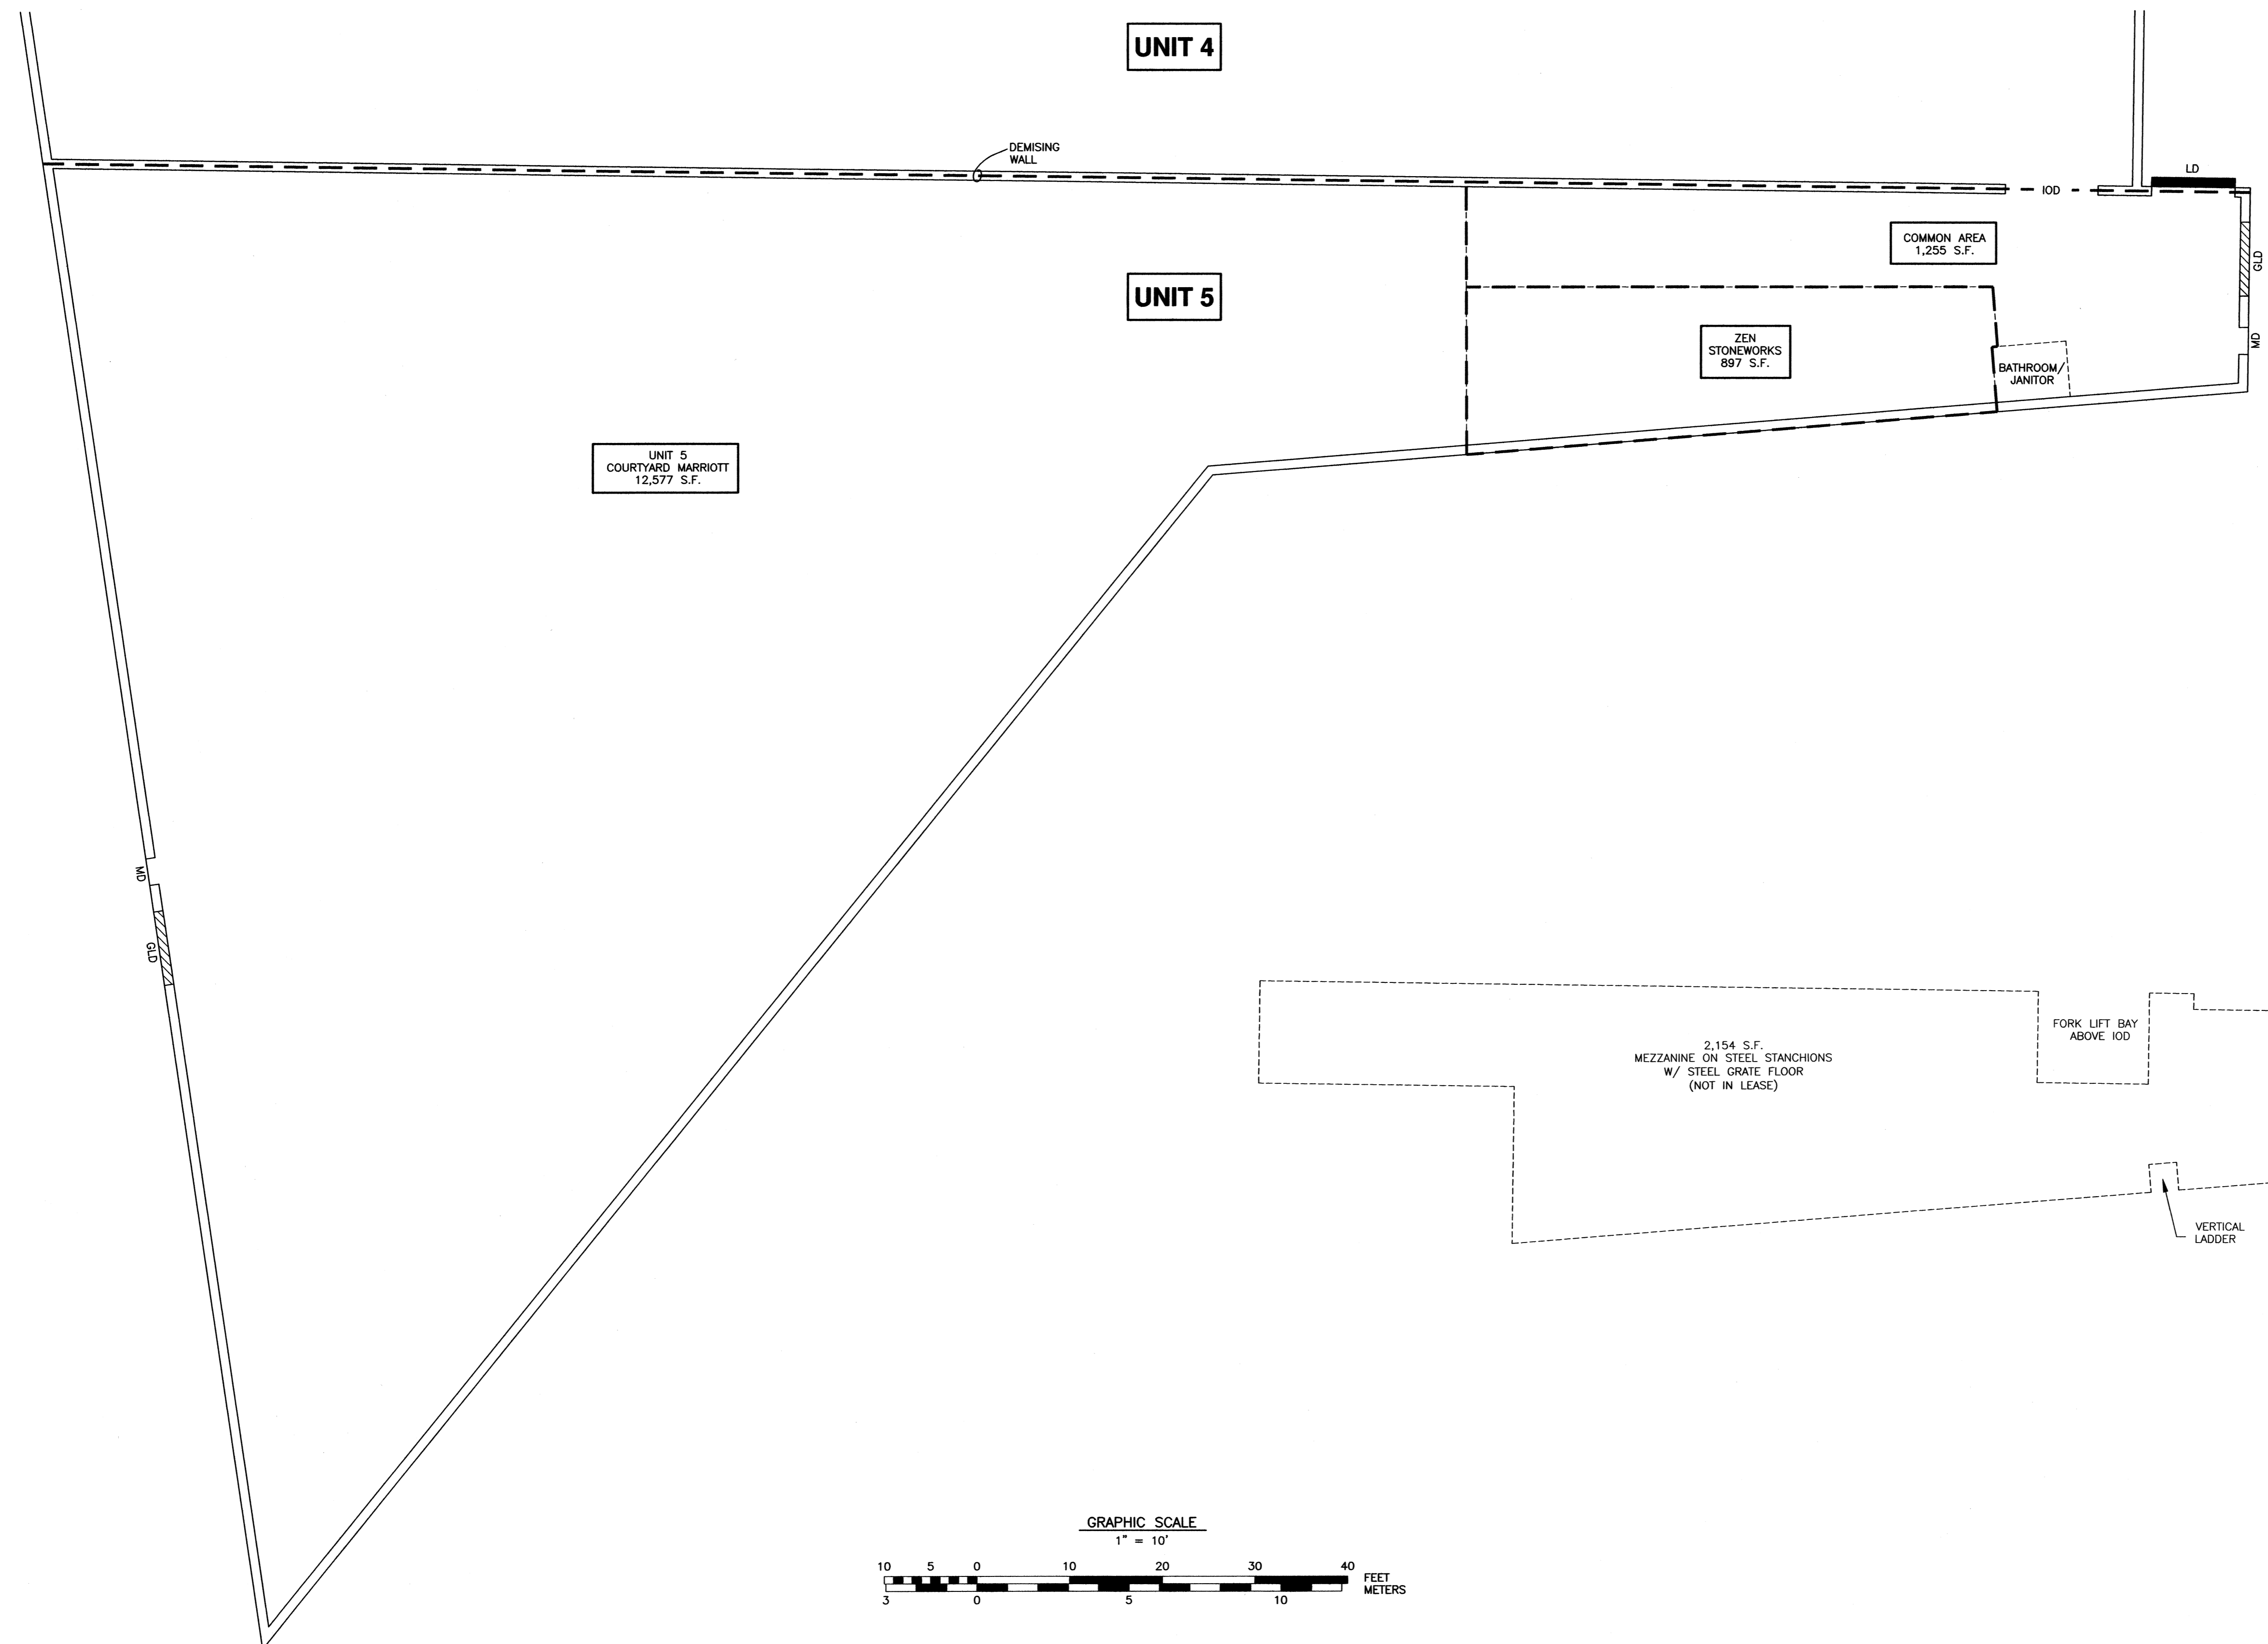 UNIT 4
DEMISING
WALL
LD
IOD
COMMON AREA
1,255 S.F.
GLD
UNIT 5
ZEN
STONEWORKS
897 S.F.
MD
BATHROOM/
JANITOR
UNIT 5
COURTYARD MARRIOTT
12,577 S.F.
MD
GLD
FORK LIFT BAY
ABOVE IOD
2,154 S.F.
MEZZANINE ON STEEL STANCHIONS
W/ STEEL GRATE FLOOR
(NOT IN LEASE)
VERTICAL
LADDER
GRAPHIC SCALE
1" = 10'
10 5 0 10 20 30 40
FEET
METERS
3 0 5 10